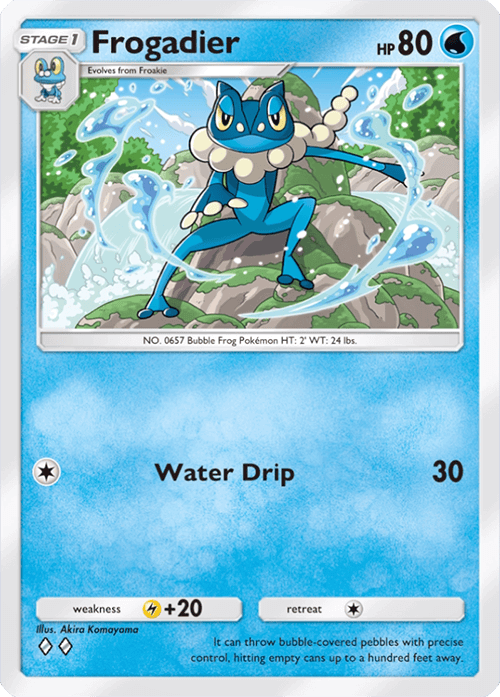 STAGE 1
Frogadier
HP 80
Evolves from Froakie
NO. 0657 Bubble Frog Pokémon HT: 2' WT: 24 lbs.
Water Drip 30
weakness +20 retreat
Illus. Akira Komayama
It can throw bubble-covered pebbles with precise
control, hitting empty cans up to a hundred feet away.